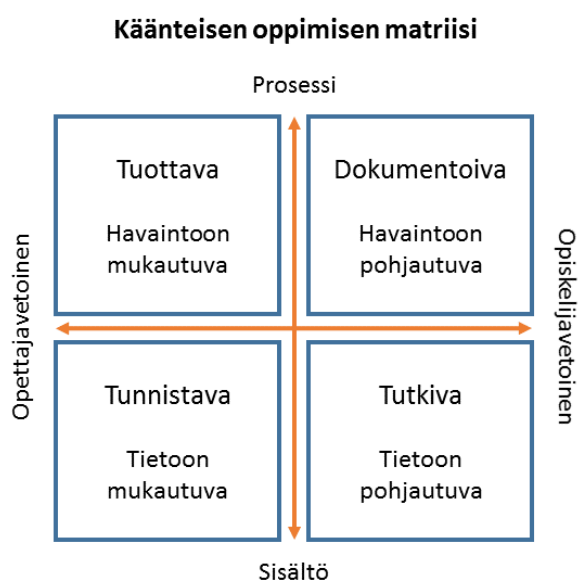 Käänteisen oppimisen matriisi
Prosessi
Tuottava
Havaintoon
mukautuva
Dokumentoiva
Havaintoon
pohjautuva
Opettajavetoinen
Opiskelijavetoinen
Tunnistava
Tietoon
mukautuva
Tutkiva
Tietoon
pohjautuva
Sisältö